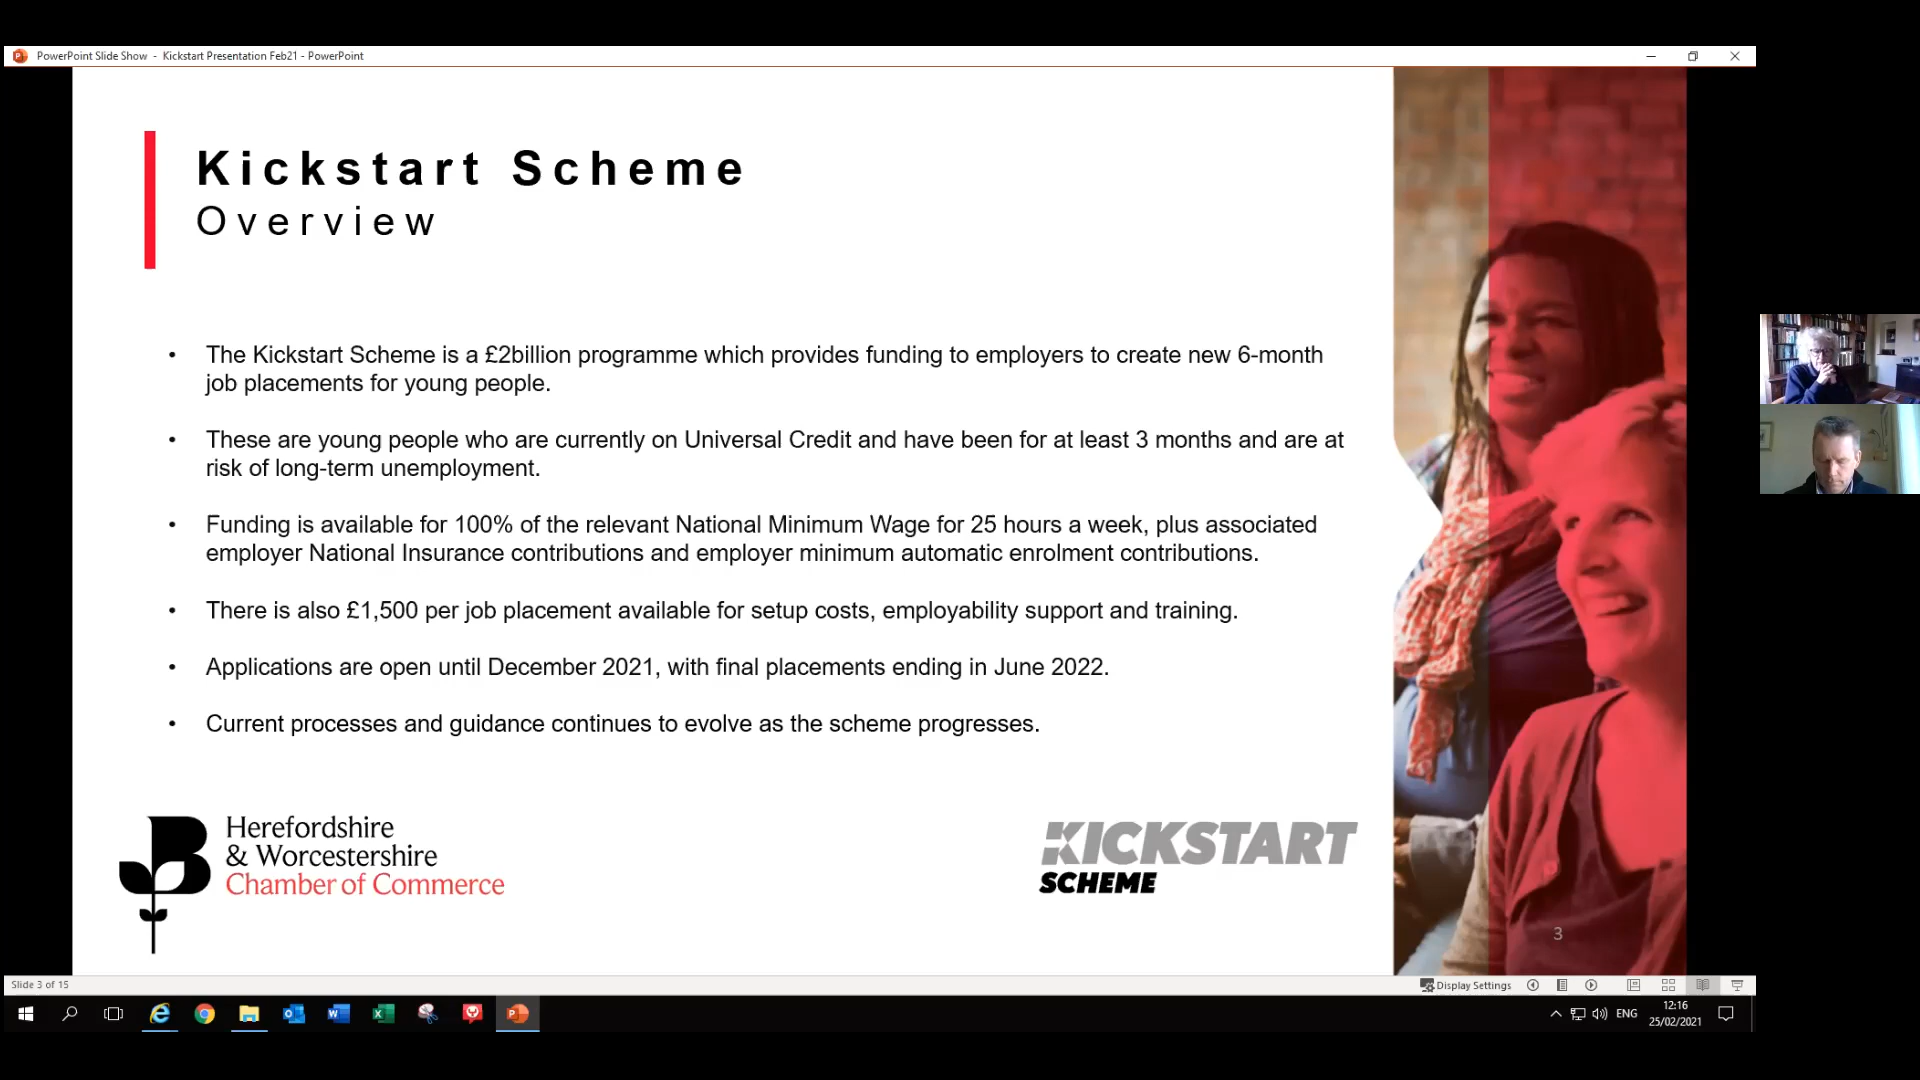 PowerPoint Slide Show - Kickstart Presentation Feb21 - PowerPoint
Kickstart Scheme
Overview
• The Kickstart Scheme is a £2billion programme which provides funding to employers to create new 6-month
job placements for young people.
• These are young people who are currently on Universal Credit and have been for at least 3 months and are at
risk of long-term unemployment.
• Funding is available for 100% of the relevant National Minimum Wage for 25 hours a week, plus associated
employer National Insurance contributions and employer minimum automatic enrolment contributions.
• There is also £1,500 per job placement available for setup costs, employability support and training.
• Applications are open until December 2021, with final placements ending in June 2022.
• Current processes and guidance continues to evolve as the scheme progresses.
Herefordshire
& Worcestershire
Chamber of Commerce
KICKSTART
SCHEME
3
Slide 3 of 15
Display Settings
ENG
12:16
25/02/2021